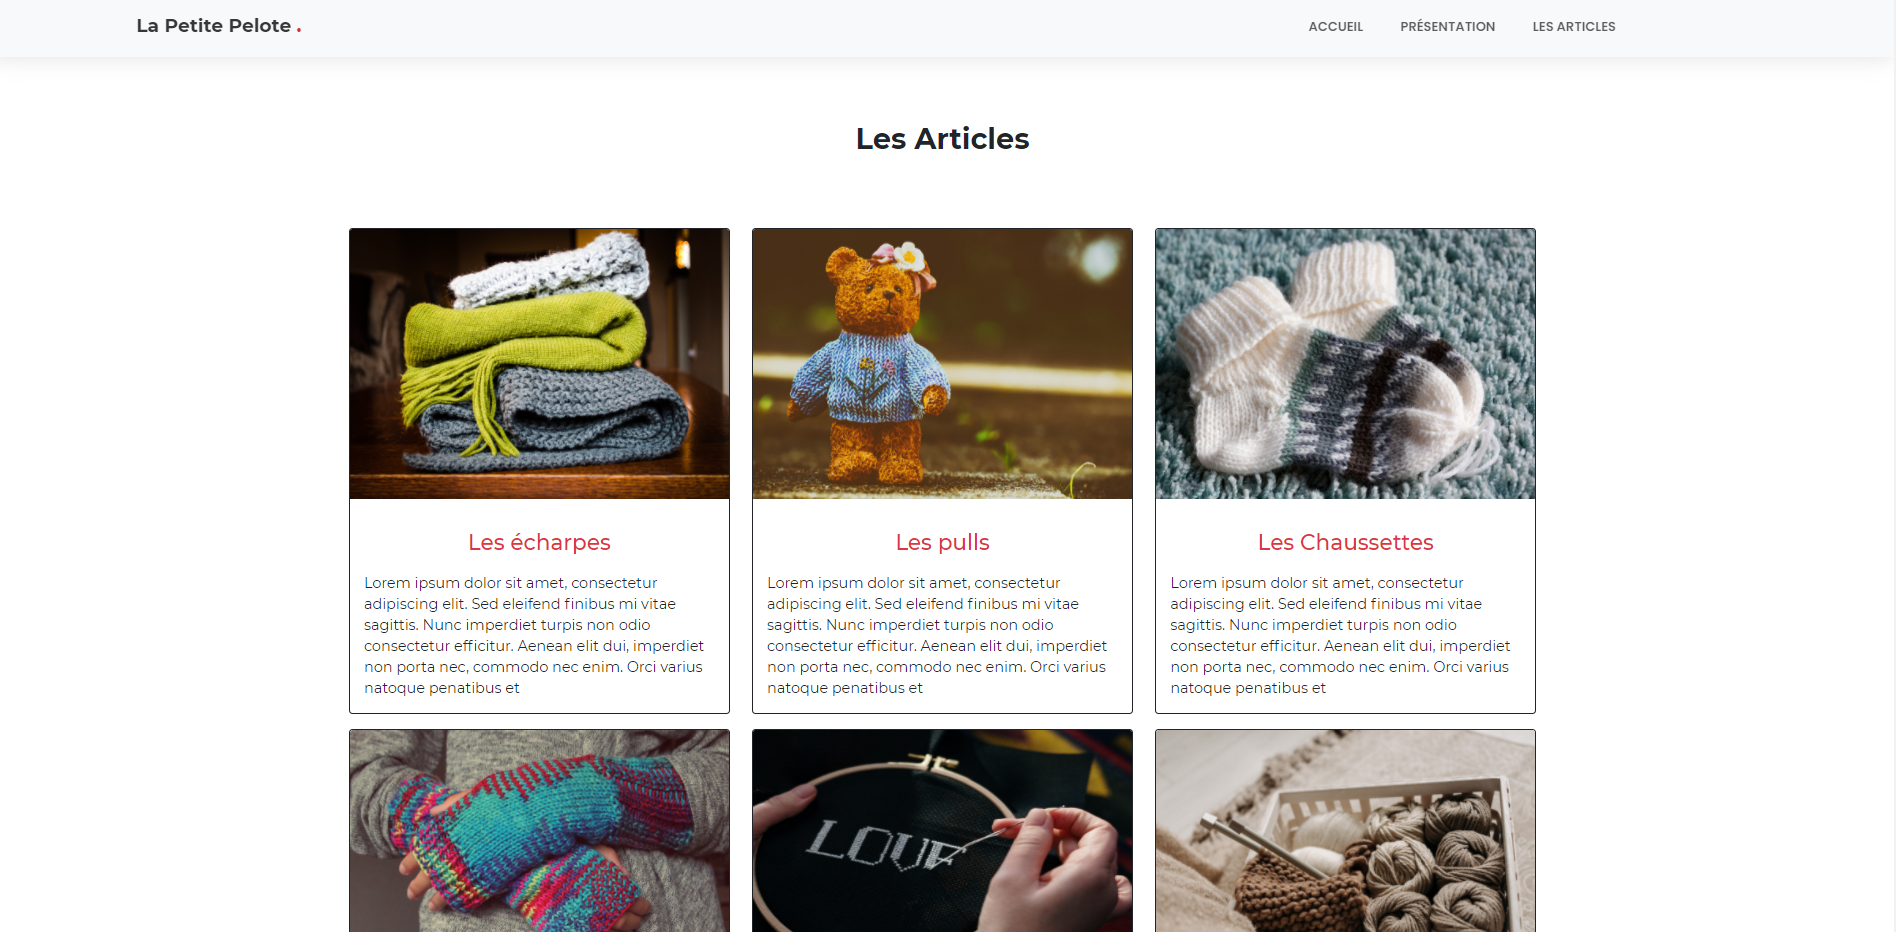 La Petite Pelote .
ACCUEIL
PRÉSENTATION
LES ARTICLES
Les Articles
Les écharpes
Lorem ipsum dolor sit amet, consectetur
adipiscing elit. Sed eleifend finibus mi vitae
sagittis. Nunc imperdiet turpis non odio
consectetur efficitur. Aenean elit dui, imperdiet
non porta nec, commodo nec enim. Orci varius
natoque penatibus et
Les pulls
Lorem ipsum dolor sit amet, consectetur
adipiscing elit. Sed eleifend finibus mi vitae
sagittis. Nunc imperdiet turpis non odio
consectetur efficitur. Aenean elit dui, imperdiet
non porta nec, commodo nec enim. Orci varius
natoque penatibus et
Les Chaussettes
Lorem ipsum dolor sit amet, consectetur
adipiscing elit. Sed eleifend finibus mi vitae
sagittis. Nunc imperdiet turpis non odio
consectetur efficitur. Aenean elit dui, imperdiet
non porta nec, commodo nec enim. Orci varius
natoque penatibus et
LOVE